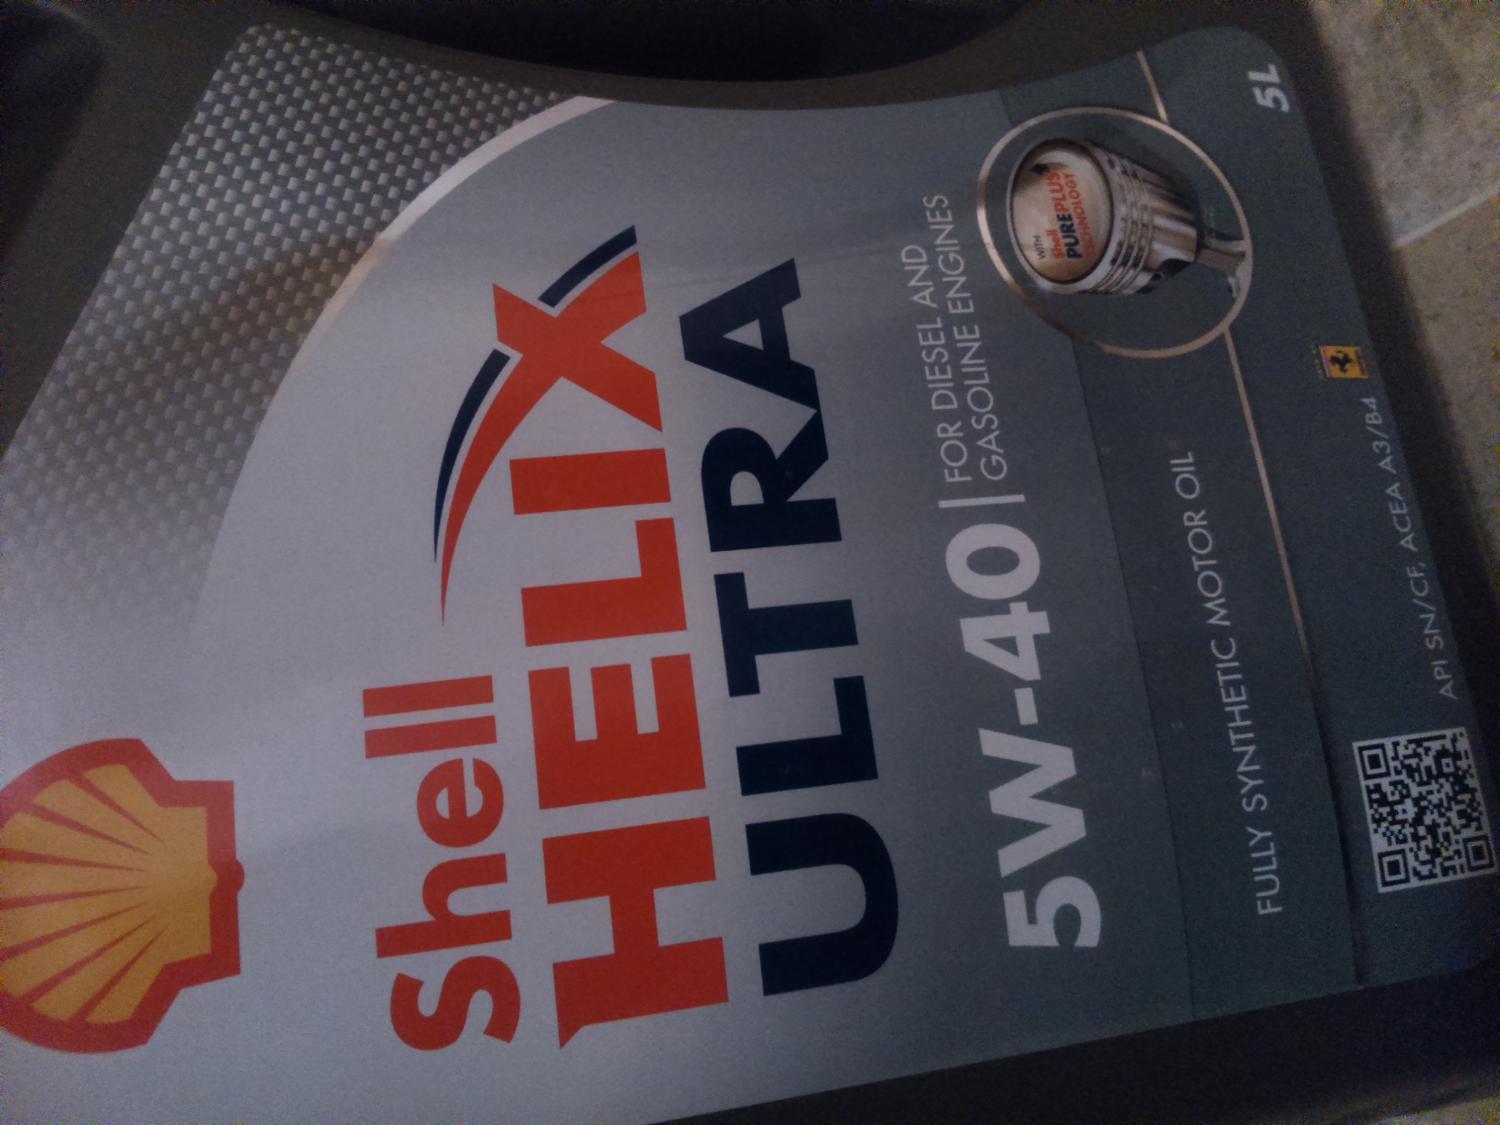 Shell
HELIX
ULTRA
5W-40
FOR DIESEL AND
GASOLINE ENGINES
WITH
Shell
PUREPLUS
TECHNOLOGY
FULLY SYNTHETIC MOTOR OIL
API SN/CF, ACEA A3/B4
5L